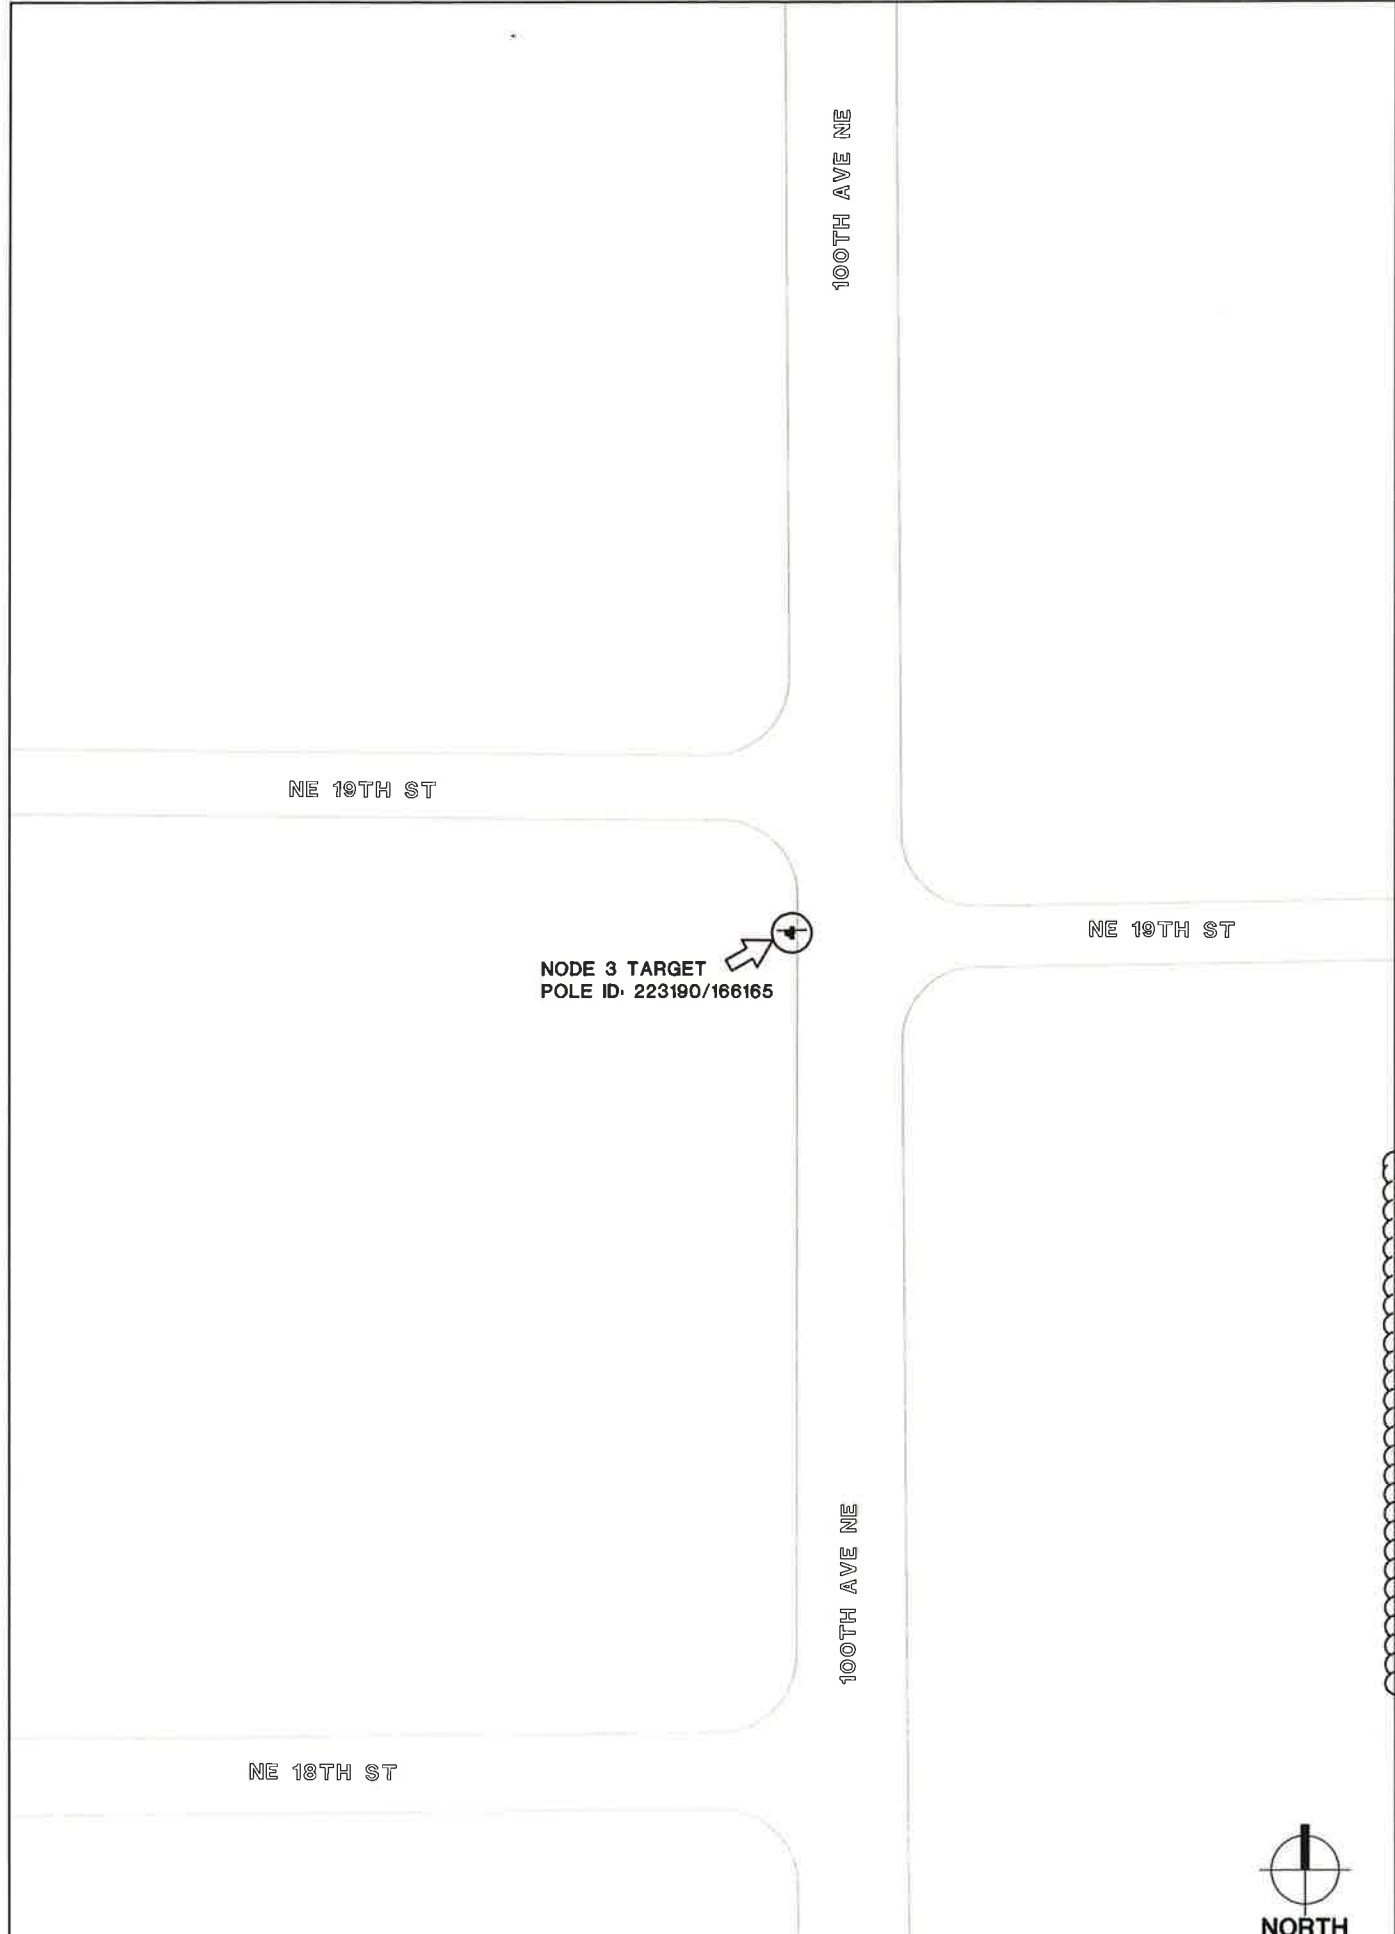 100TH AVE NE
NE 19TH ST
NE 19TH ST
NODE 3 TARGET
POLE ID: 223190/166165
100TH AVE NE
NE 18TH ST
NORTH